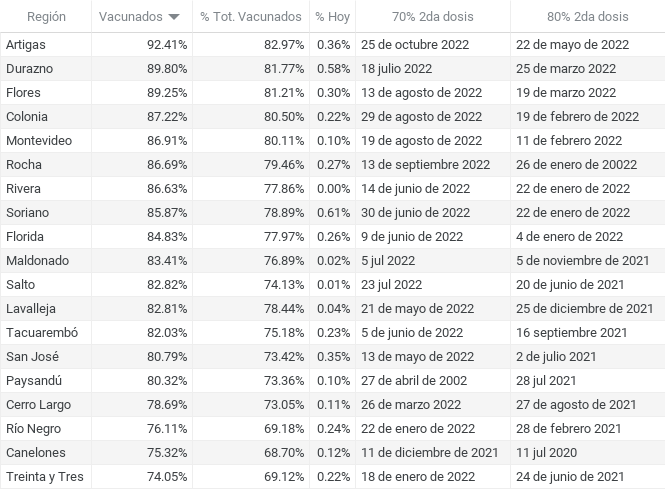 Región Vacunados % Tot. Vacunados % Hoy 70% 2da dosis 80% 2da dosis
Artigas 92.41% 82.97% 0.36% 25 de octubre 2022 22 de mayo de 2022
Durazno 89.80% 81.77% 0.58% 18 julio 2022 25 de marzo 2022
Flores 89.25% 81.21% 0.30% 13 de agosto de 2022 19 de marzo 2022
Colonia 87.22% 80.50% 0.22% 29 de agosto de 2022 19 de febrero de 2022
Montevideo 86.91% 80.11% 0.10% 19 de agosto de 2022 11 de febrero 2022
Rocha 86.69% 79.46% 0.27% 13 de septiembre 2022 26 de enero de 20022
Rivera 86.63% 77.86% 0.00% 14 de junio de 2022 22 de enero de 2022
Soriano 85.87% 78.89% 0.61% 30 de junio de 2022 22 de enero de 2022
Florida 84.83% 77.97% 0.26% 9 de junio de 2022 4 de enero de 2022
Maldonado 83.41% 76.89% 0.02% 5 jul 2022 5 de noviembre de 2021
Salto 82.82% 74.13% 0.01% 23 jul 2022 20 de junio de 2021
Lavalleja 82.81% 78.44% 0.04% 21 de mayo de 2022 25 de diciembre de 2021
Tacuarembó 82.03% 75.18% 0.23% 5 de junio de 2022 16 septiembre 2021
San José 80.79% 73.42% 0.35% 13 de mayo de 2022 2 de julio 2021
Paysandú 80.32% 73.36% 0.10% 27 de abril de 2002 28 jul 2021
Cerro Largo 78.69% 73.05% 0.11% 26 de marzo 2022 27 de agosto de 2021
Río Negro 76.11% 69.18% 0.24% 22 de enero de 2022 28 de febrero 2021
Canelones 75.32% 68.70% 0.12% 11 de diciembre de 2021 11 jul 2020
Treinta y Tres 74.05% 69.12% 0.22% 18 de enero de 2022 24 de junio de 2021